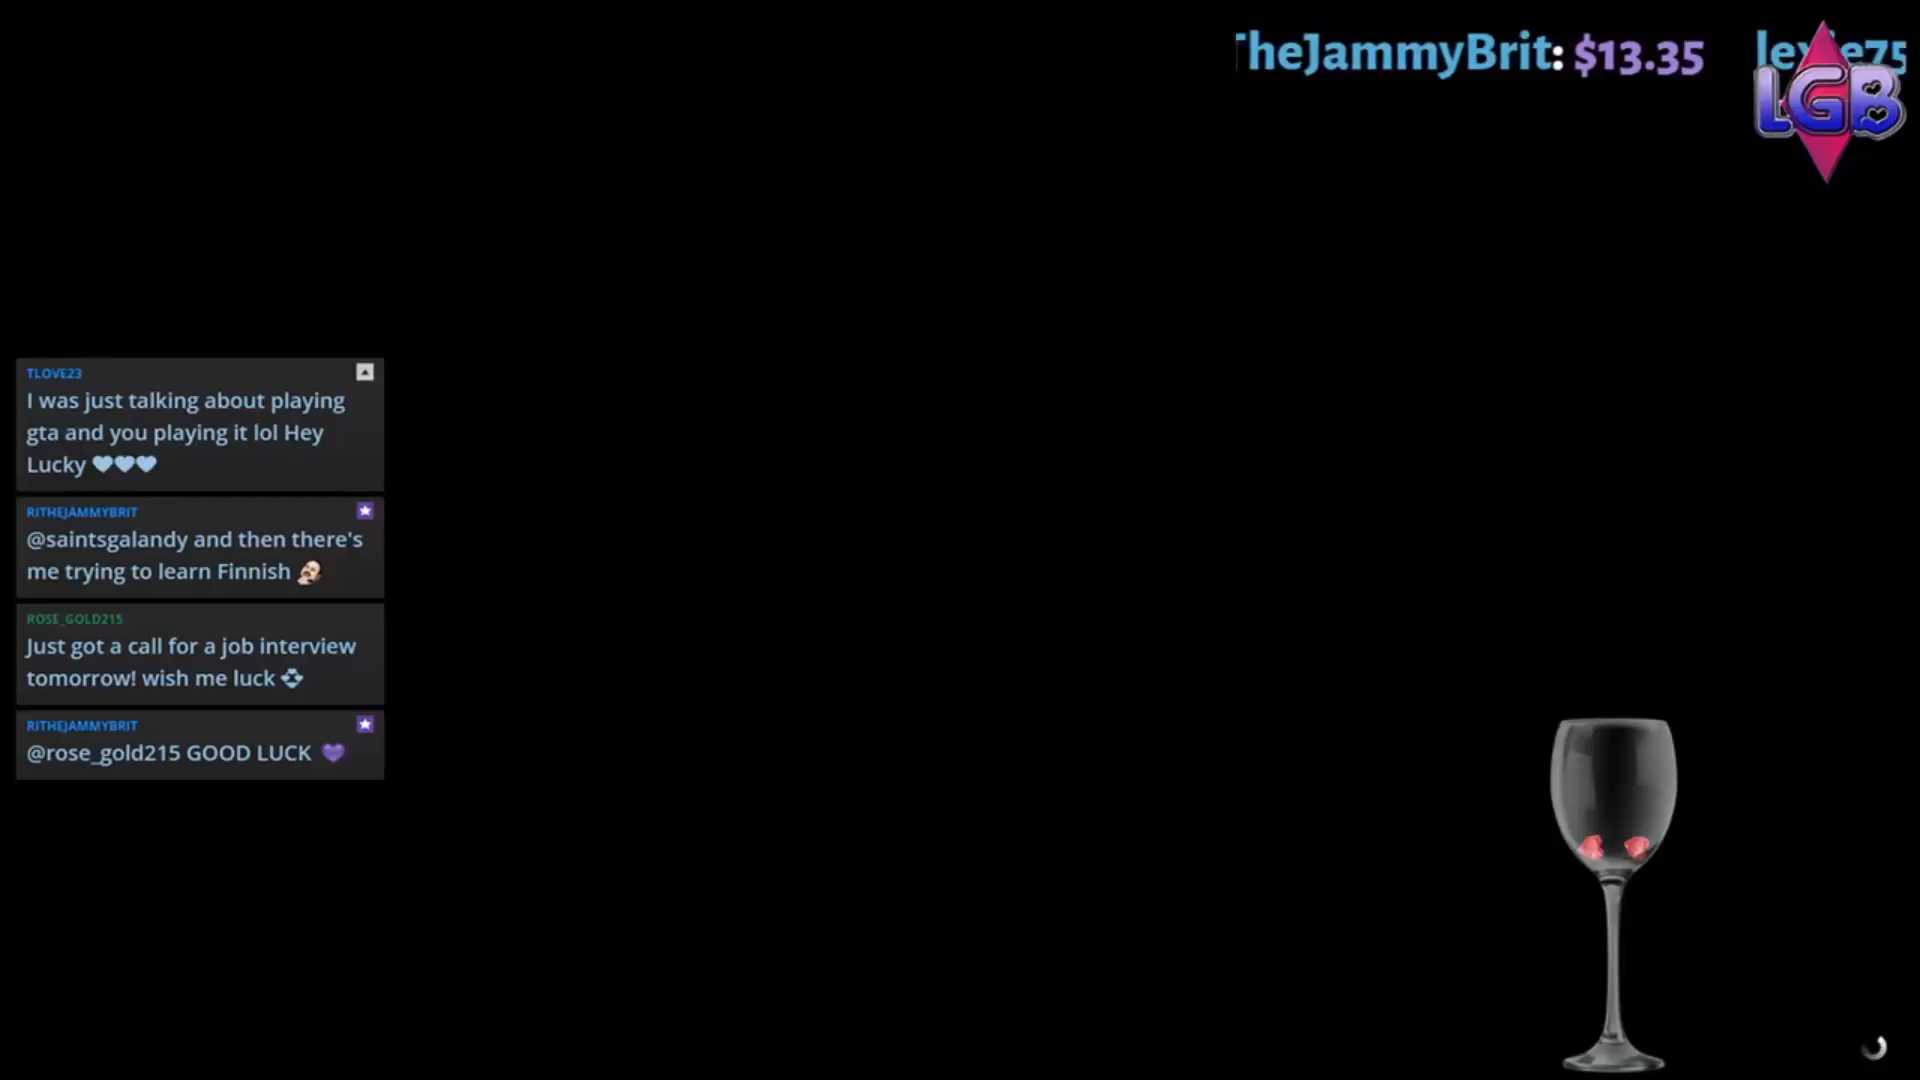 TheJammyBrit: $13.35
LGB
TLOVE23
I was just talking about playing
gta and you playing it lol Hey
Lucky 🩵🩵🩵
RITHEJAMMYBRIT
@saintsgalandy and then there's
me trying to learn Finnish
ROSE_GOLD215
Just got a call for a job interview
tomorrow! wish me luck
RITHEJAMMYBRIT
@rose_gold215 GOOD LUCK 💜